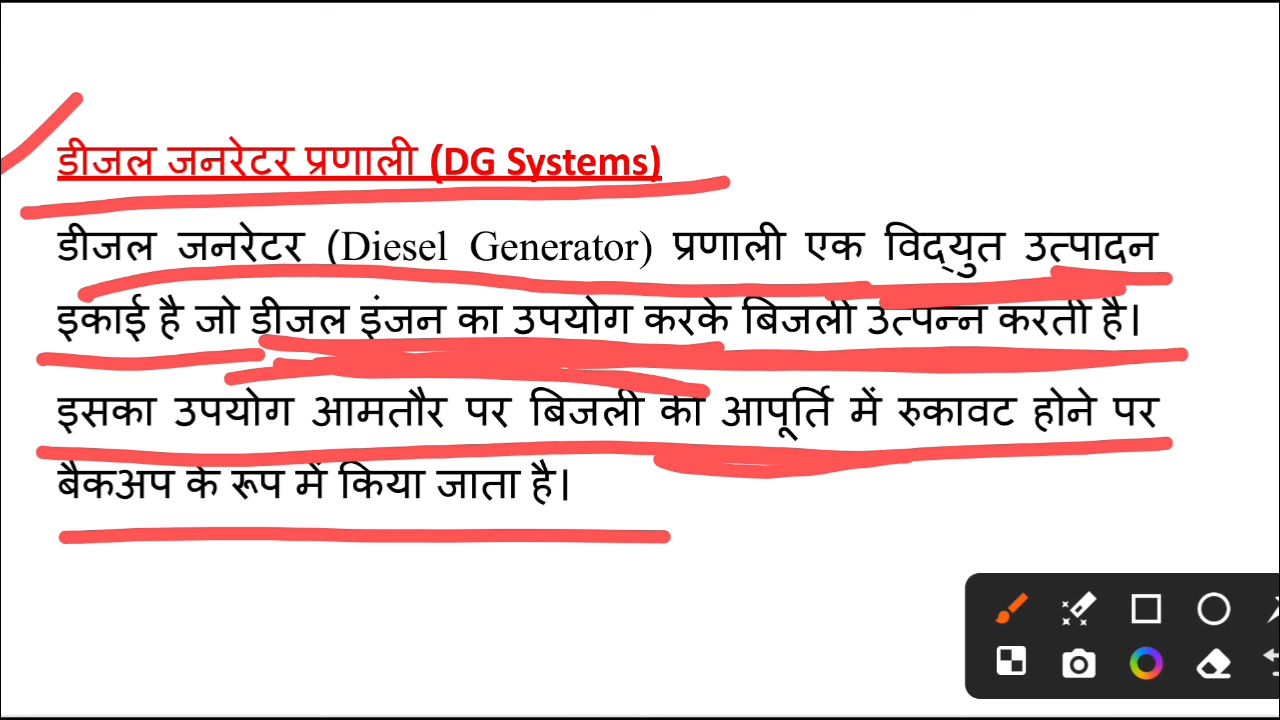 डीजल जनरेटर प्रणाली (DG Systems)
डीजल जनरेटर (Diesel Generator) प्रणाली एक विद्युत उत्पादन
इकाई है जो डीजल इंजन का उपयोग करके बिजली उत्पन्न करती है।
इसका उपयोग आमतौर पर बिजली की आपूर्ति में रुकावट होने पर
बैकअप के रूप में किया जाता है।